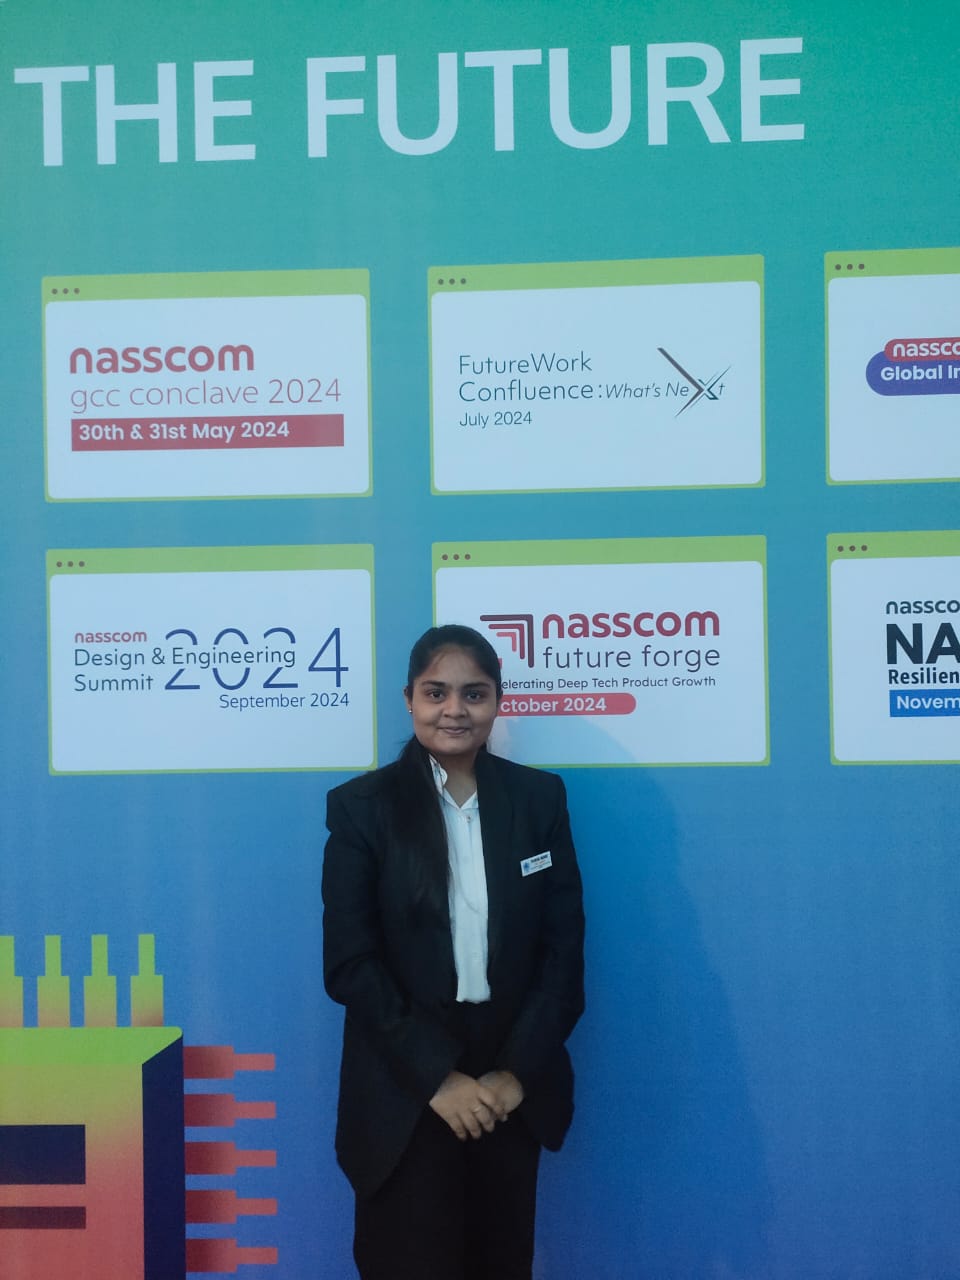 THE FUTURE
nasscom
gcc conclave 2024
30th & 31st May 2024
FutureWork
Confluence: What's NeXt
July 2024
nassco
Global In
nasscom
Design & Engineering
Summit 2024
September 2024
nasscom
future forge
elerating Deep Tech Product Growth
ctober 2024
nassco
NA
Resilien
Novem